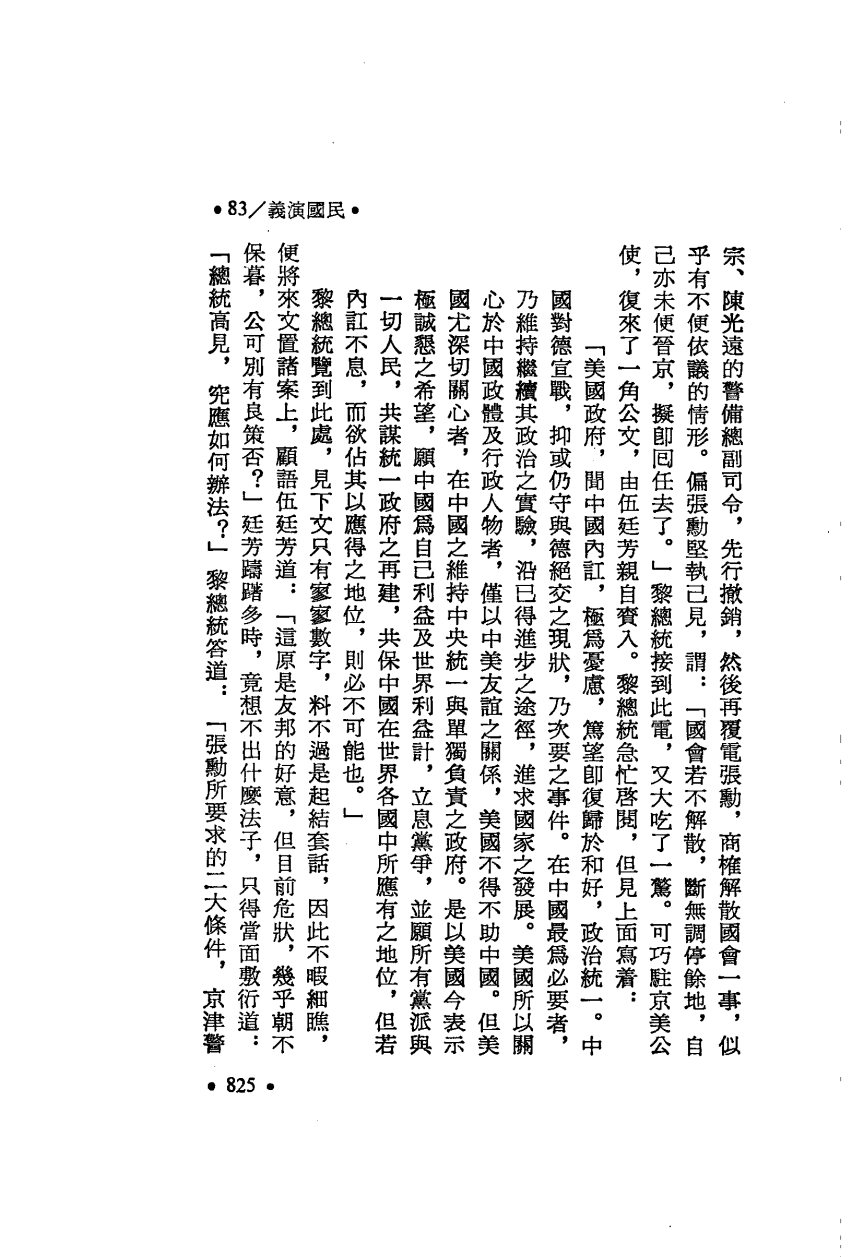 •83/義演國民•
宗、陳光遠的警備總副司令，先行撤銷，然後再覆電張勳，商榷解散國會一事，似
乎有不便依議的情形。偏張勳堅執己見，謂：「國會若不解散，斷無調停餘地，自
己亦未便晉京，擬卽回任去了。」黎總統接到此電，又大吃了一驚。可巧駐京美公
使，復來了一角公文，由伍廷芳親自賫入。黎總統急忙啓閱，但見上面寫着：
「美國政府，聞中國內訌，極爲憂慮，篤望卽復歸於和好，政治統一。中
國對德宣戰，抑或仍守與德絕交之現狀，乃次要之事件。在中國最爲必要者，
乃維持繼續其政治之實驗，沿已得進步之途徑，進求國家之發展。美國所以關
心於中國政體及行政人物者，僅以中美友誼之關係，美國不得不助中國。但美
國尤深切關心者，在中國之維持中央統一與單獨負責之政府。是以美國今表示
極誠懇之希望，願中國爲自己利益及世界利益計，立息黨爭，並願所有黨派與
一切人民，共謀統一政府之再建，共保中國在世界各國中所應有之地位，但若
內訌不息，而欲佔其以應得之地位，則必不可能也。」
黎總統覽到此處，見下文只有寥寥數字，料不過是起結套話，因此不暇細瞧，
便將來文置諸案上，顧語伍廷芳道：「這原是友邦的好意，但目前危狀，幾乎朝不
保暮，公可別有良策否？」廷芳躊躇多時，竟想不出什麼法子，只得當面敷衍道：
「總統高見，究應如何辦法？」黎總統答道：「張勳所要求的二大條件，京津警
•825•